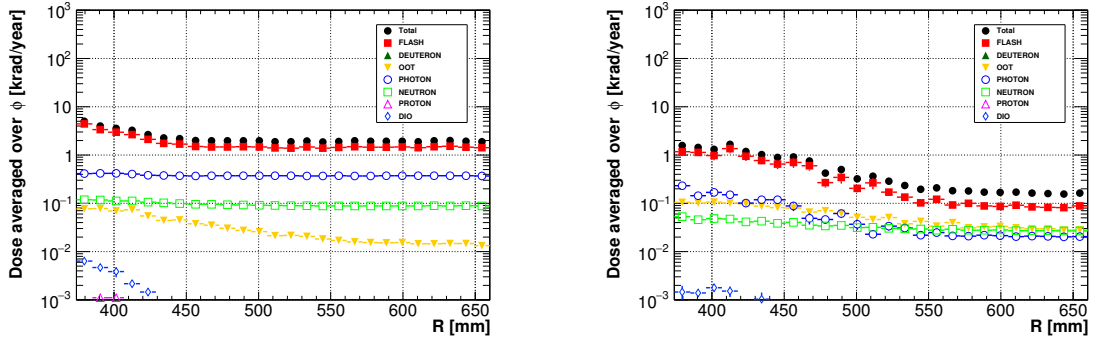 Dose averaged over ϕ [krad/year]
10³
10²
10
1
10⁻¹
10⁻²
10⁻³
400 450 500 550 600 650
R [mm]
Total
FLASH
DEUTERON
OOT
PHOTON
NEUTRON
PROTON
DIO
Dose averaged over ϕ [krad/year]
10³
10²
10
1
10⁻¹
10⁻²
10⁻³
400 450 500 550 600 650
R [mm]
Total
FLASH
DEUTERON
OOT
PHOTON
NEUTRON
PROTON
DIO